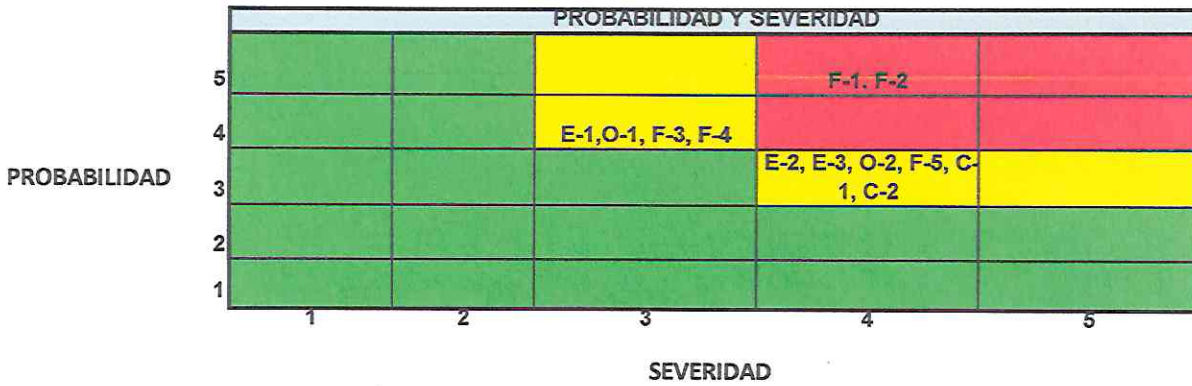 PROBABILIDAD Y SEVERIDAD
5
F-1. F-2
4
E-1,O-1, F-3, F-4
PROBABILIDAD
3
E-2, E-3, O-2, F-5, C-
1, C-2
2
1
1 2 3 4 5
SEVERIDAD